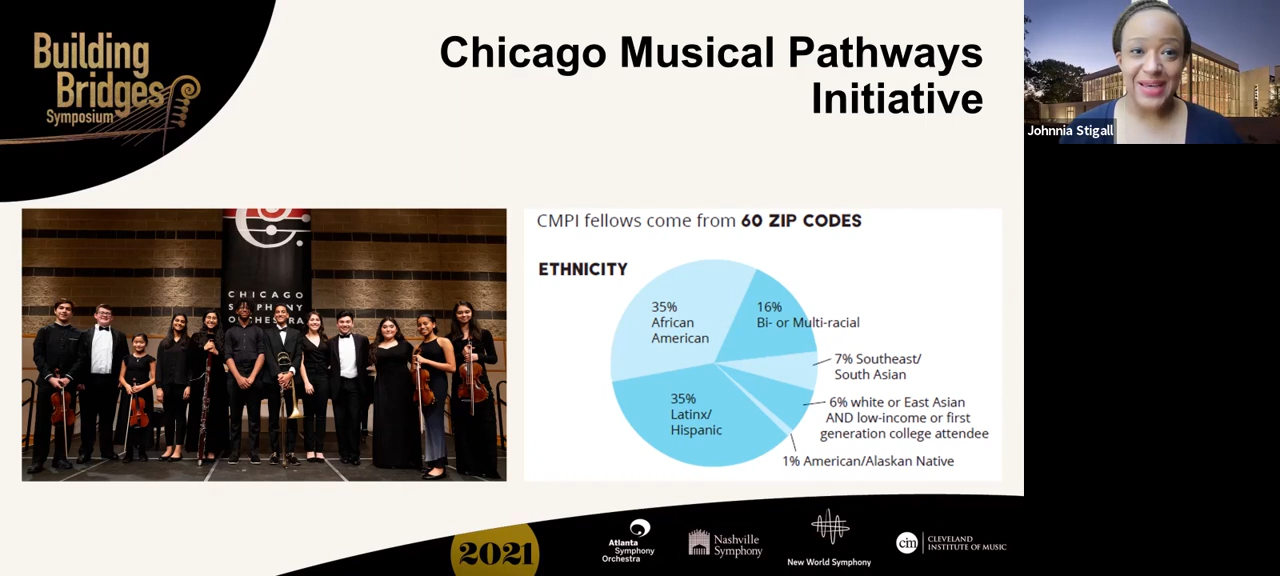 Building
Bridges
Symposium
Chicago Musical Pathways
Initiative
Johnnia Stigall
CHICAGO
SYMPHONY
ORCHESTRA
CMPI fellows come from 60 ZIP CODES
ETHNICITY
35%
African
American
16%
Bi- or Multi-racial
7% Southeast/
South Asian
6% white or East Asian
AND low-income or first
generation college attendee
35%
Latinx/
Hispanic
1% American/Alaskan Native
2021
Atlanta
Symphony
Orchestra
Nashville
Symphony
New World Symphony
cim
CLEVELAND
INSTITUTE OF MUSIC